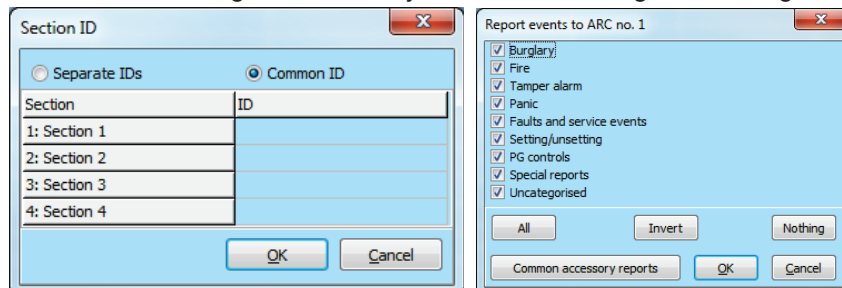 Section ID
Separate IDs Common ID
Section ID
1: Section 1
2: Section 2
3: Section 3
4: Section 4
OK Cancel
Report events to ARC no. 1
Burglary
Fire
Tamper alarm
Panic
Faults and service events
Setting/unsetting
PG controls
Special reports
Uncategorised
All Invert Nothing
Common accessory reports OK Cancel